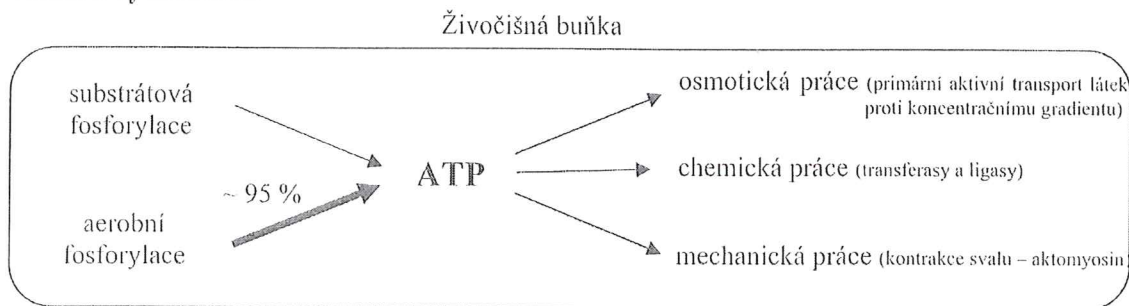 Živočišná buňka
substrátová
fosforylace
~ 95 %
aerobní
fosforylace
ATP
osmotická práce (primární aktivní transport látek
proti koncentračnímu gradientu)
chemická práce (transferasy a ligasy)
mechanická práce (kontrakce svalu – aktomyosin)